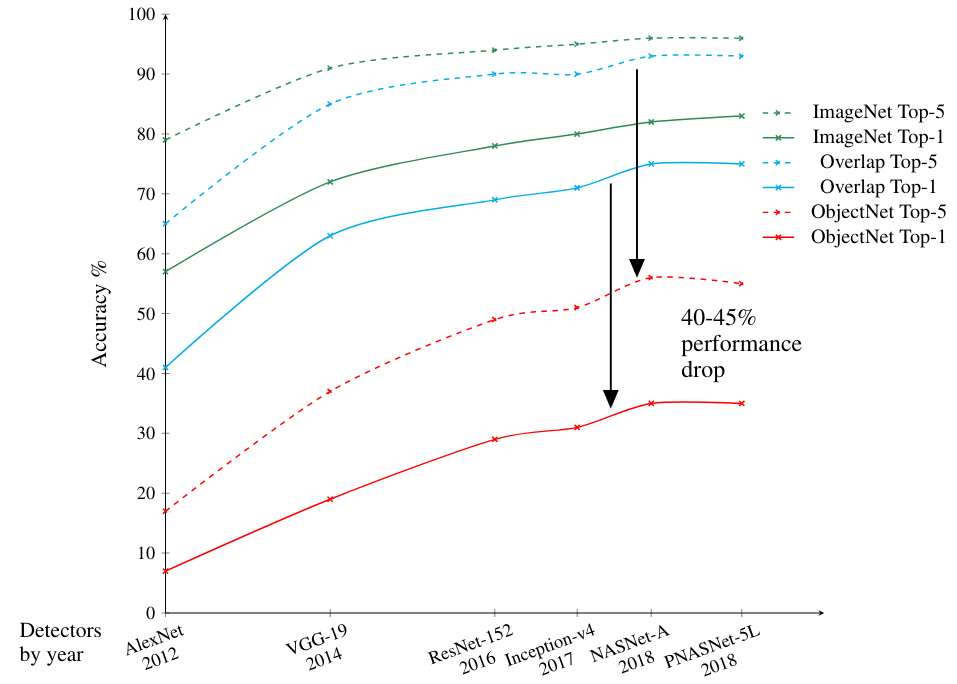 100
90
80
70
60
50
40
30
20
10
0
Accuracy %
ImageNet Top-5
ImageNet Top-1
Overlap Top-5
Overlap Top-1
ObjectNet Top-5
ObjectNet Top-1
40-45%
performance
drop
Detectors
by year
AlexNet
2012
VGG-19
2014
ResNet-152
2016
Inception-v4
2017
NASNet-A
2018
PNASNet-5L
2018